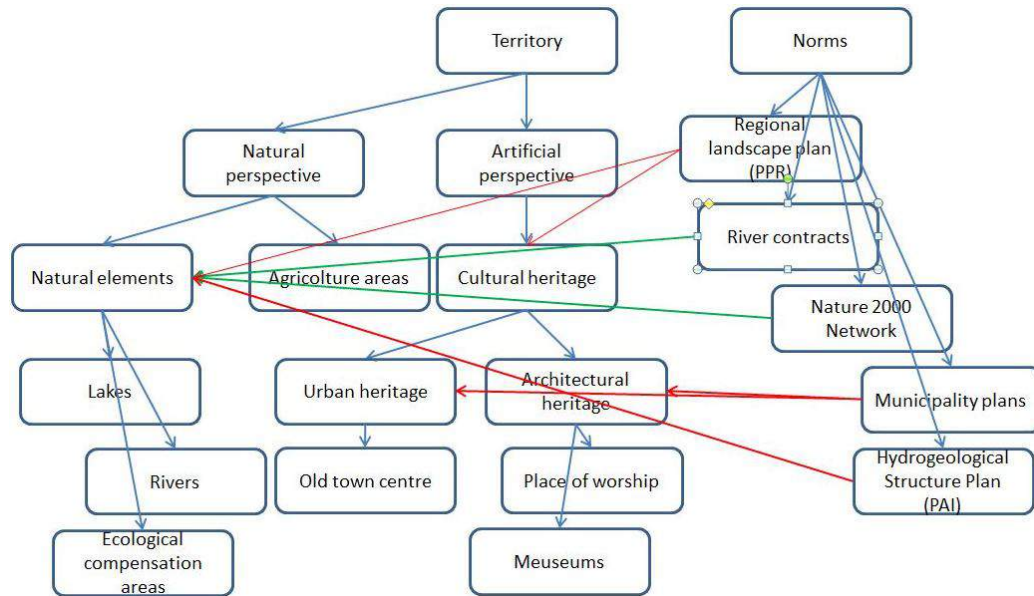 Territory
Norms
Natural
perspective
Artificial
perspective
Regional
landscape plan
(PPR)
River contracts
Natural elements
Agricolture areas
Cultural heritage
Nature 2000
Network
Lakes
Urban heritage
Architectural
heritage
Municipality plans
Rivers
Old town centre
Place of worship
Hydrogeological
Structure Plan
(PAI)
Ecological
compensation
areas
Meuseums